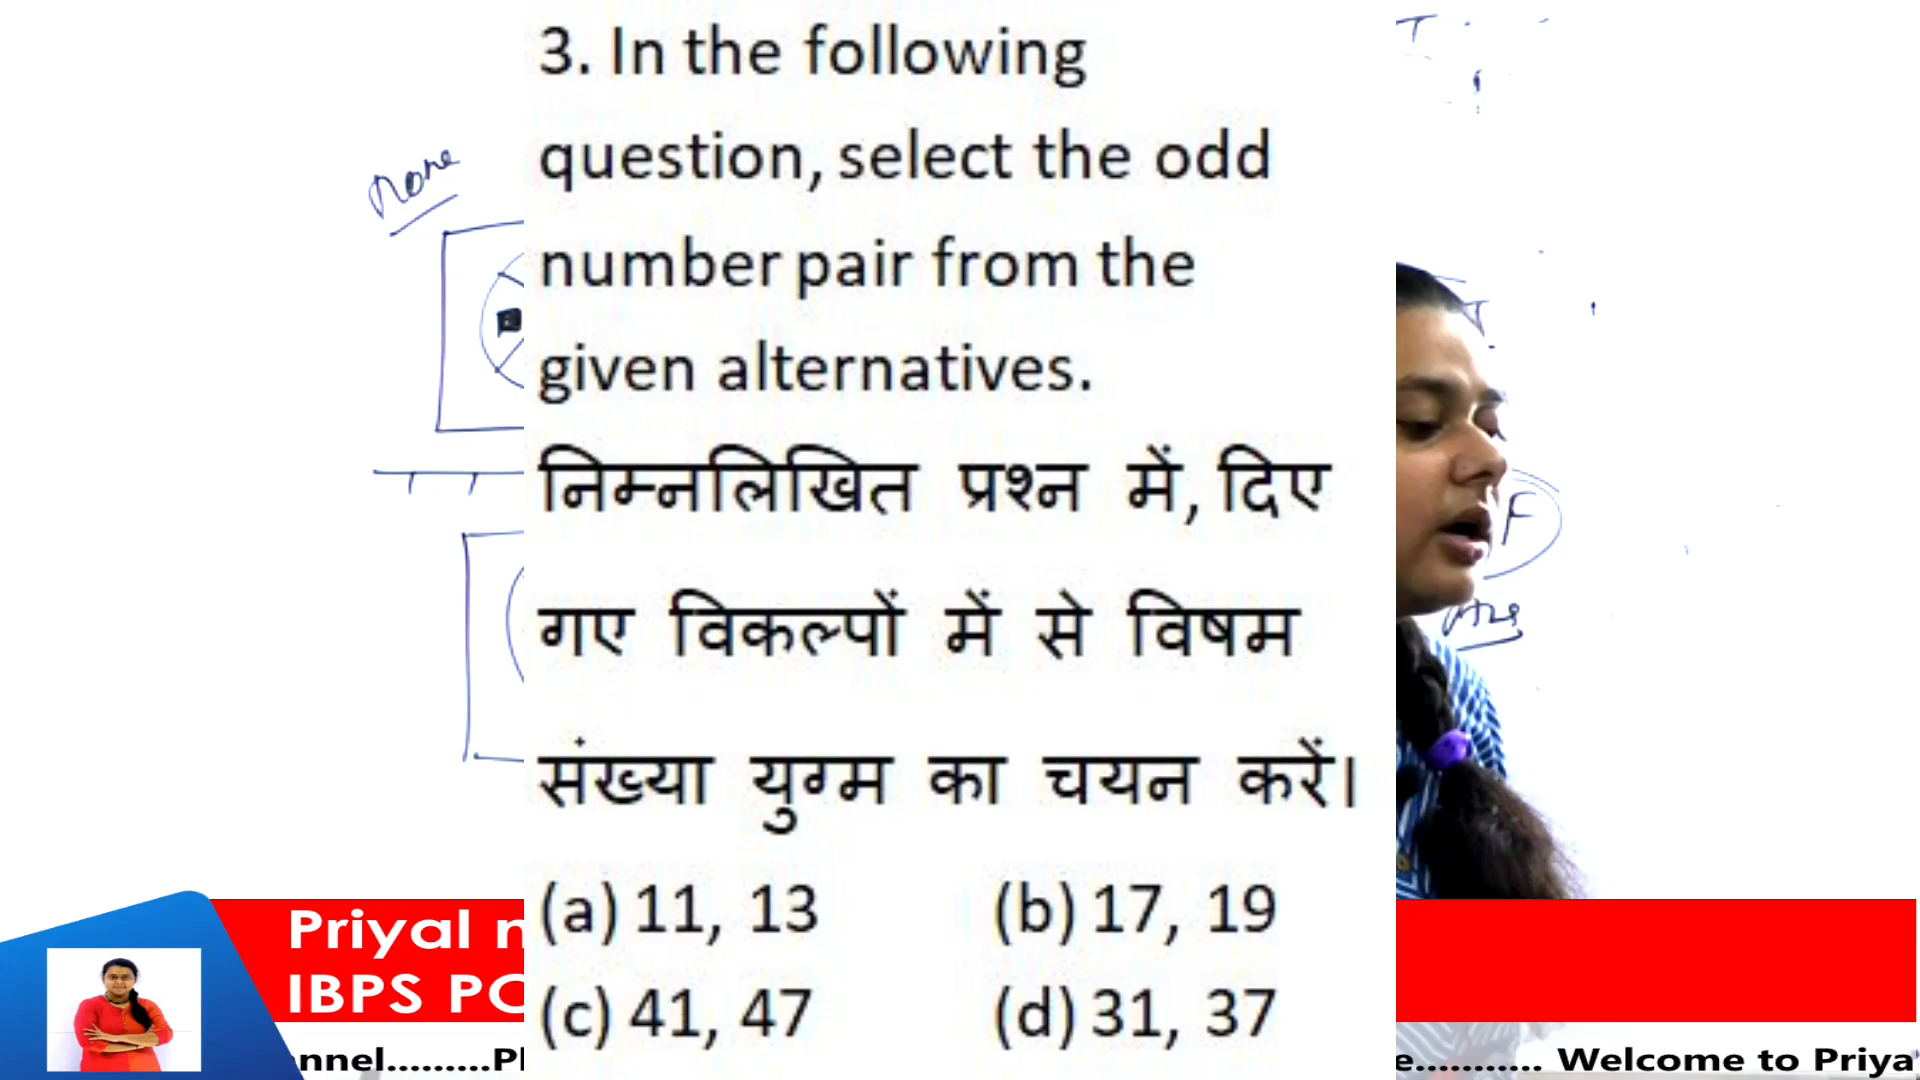 3. In the following
question, select the odd
number pair from the
given alternatives.
निम्नलिखित प्रश्न में, दिए
गए विकल्पों में से विषम
संख्या युग्म का चयन करें।
(a) 11, 13 (b) 17, 19
(c) 41, 47 (d) 31, 37
none
F
Ans
Priyal
IBPS PO
nnel.........Pl
e............ Welcome to Priya